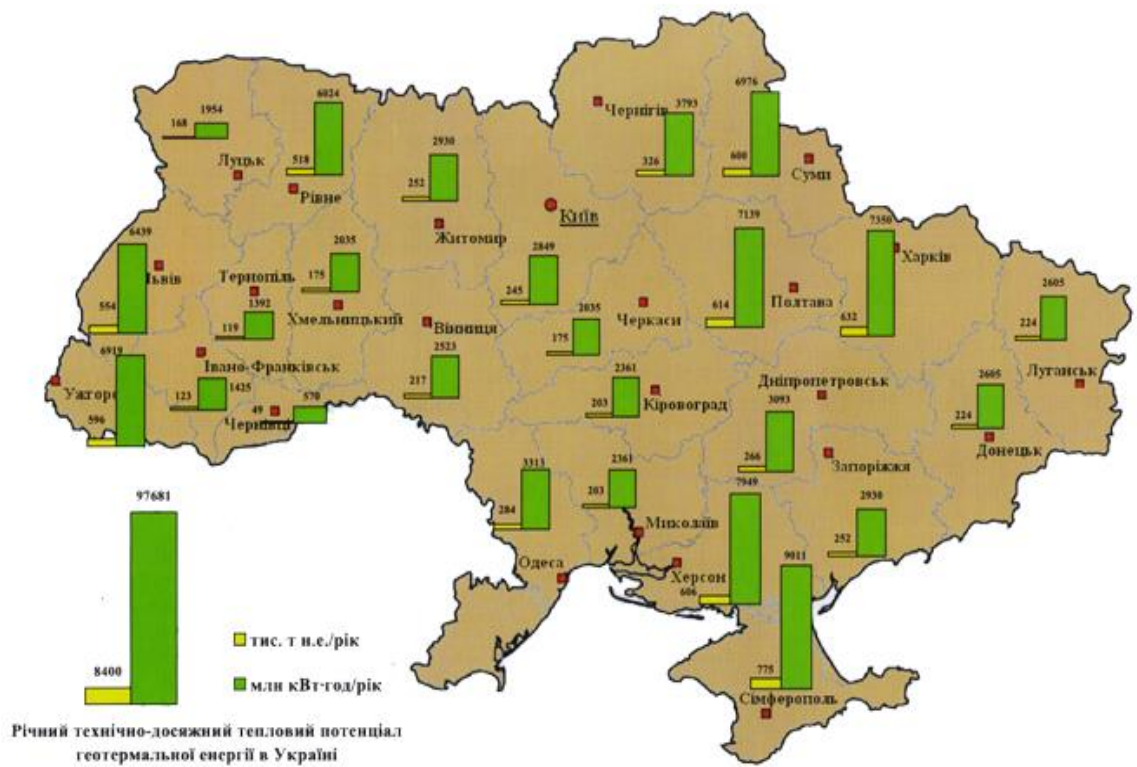 6976
6024
3793
1954
168
Чернігів
2930
518
326
600
Суми
Луцьк
252
Рівне
Київ
7139
7350
6439
Житомир
2035
2849
Харків
Львів
Тернопіль
175
2605
1392
245
614
Полтава
554
Хмельницький
Черкаси
2035
632
119
Вінниця
224
175
6919
Івано-Франківськ
2523
2361
Дніпропетровськ
2605
Луганськ
Ужгород
1425
217
203
Кіровоград
123
570
3093
224
49
Чернівці
596
Донецьк
266
Запоріжжя
3313
2361
7949
97681
203
2930
284
Миколаїв
252
Одеса
Херсон
9011
606
тис. т н.е./рік
8400
775
млн кВт·год/рік
Сімферополь
Річний технічно-досяжний тепловий потенціал
геотермальної енергії в Україні